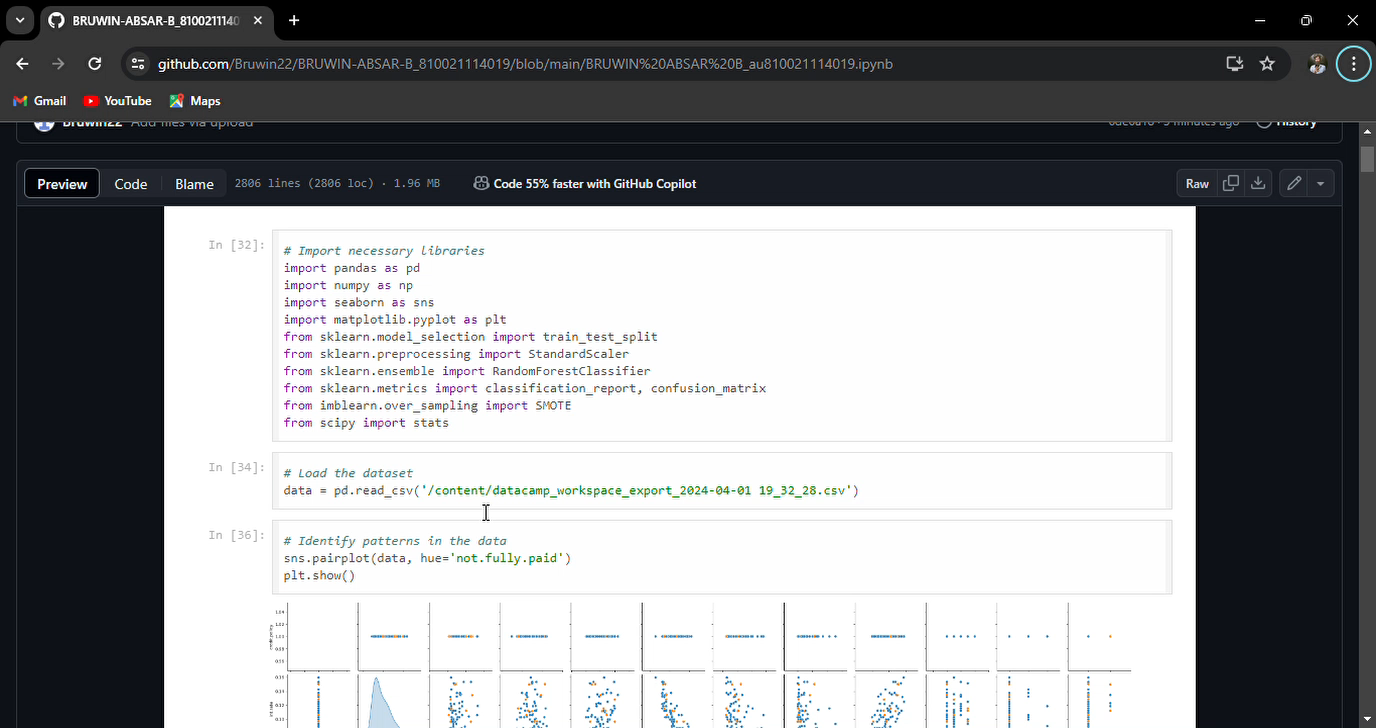 BRUWIN-ABSAR-B_810021114
github.com/Bruwin22/BRUWIN-ABSAR-B_810021114019/blob/main/BRUWIN%20ABSAR%20B_au810021114019.ipynb
Gmail YouTube Maps
Bruwin22 Add files via upload History
Preview Code Blame 2806 lines (2806 loc) · 1.96 MB Code 55% faster with GitHub Copilot Raw
In [32]:
# Import necessary libraries
import pandas as pd
import numpy as np
import seaborn as sns
import matplotlib.pyplot as plt
from sklearn.model_selection import train_test_split
from sklearn.preprocessing import StandardScaler
from sklearn.ensemble import RandomForestClassifier
from sklearn.metrics import classification_report, confusion_matrix
from imblearn.over_sampling import SMOTE
from scipy import stats
In [34]:
# Load the dataset
data = pd.read_csv('/content/datacamp_workspace_export_2024-04-01 19_32_28.csv')
In [36]:
# Identify patterns in the data
sns.pairplot(data, hue='not.fully.paid')
plt.show()